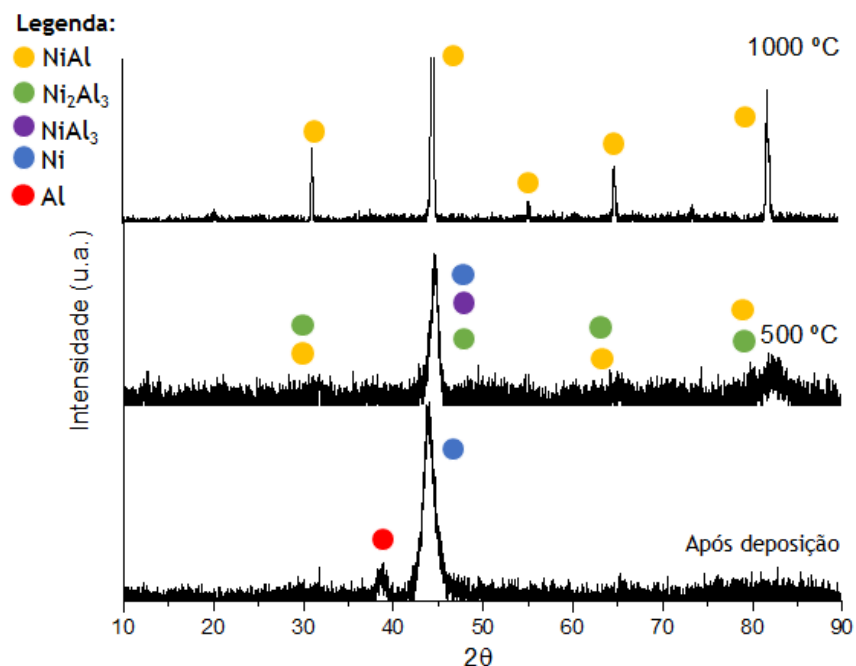 Legenda:
NiAl
Ni₂Al₃
NiAl₃
Ni
Al
1000 ºC
500 ºC
Após deposição
Intensidade (u.a.)
10 20 30 40 50 60 70 80 90
2θ